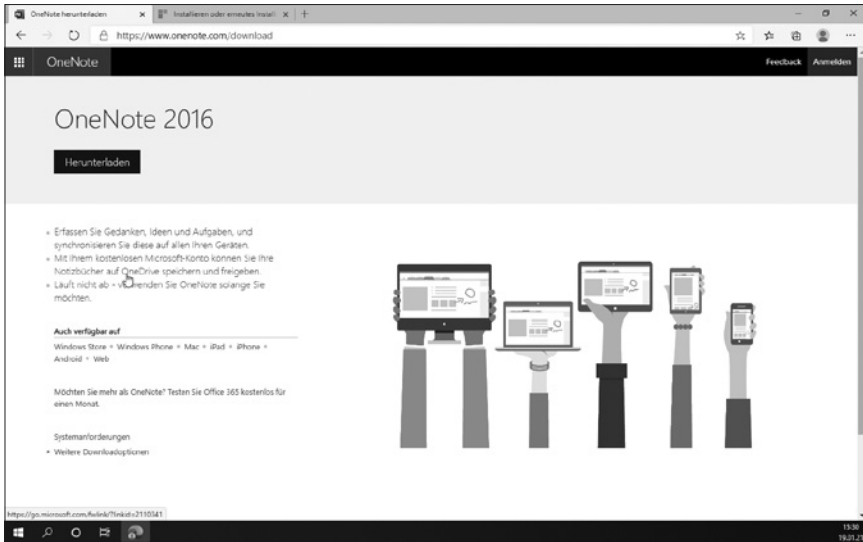 OneNote herunterladen
Installieren oder erneutes Install
https://www.onenote.com/download
OneNote
Feedback
Anmelden
OneNote 2016
Herunterladen
Erfassen Sie Gedanken, Ideen und Aufgaben, und
synchronisieren Sie diese auf allen Ihren Geräten.
Mit Ihrem kostenlosen Microsoft-Konto können Sie Ihre
Notizbücher auf OneDrive speichern und freigeben.
Läuft nicht ab - verwenden Sie OneNote solange Sie
möchten.
Auch verfügbar auf
Windows Store • Windows Phone • Mac • iPad • iPhone •
Android • Web
Möchten Sie mehr als OneNote? Testen Sie Office 365 kostenlos für
einen Monat.
Systemanforderungen
Weitere Downloadoptionen
https://go.microsoft.com/fwlink/?linkid=2110341
15:30
19.01.21